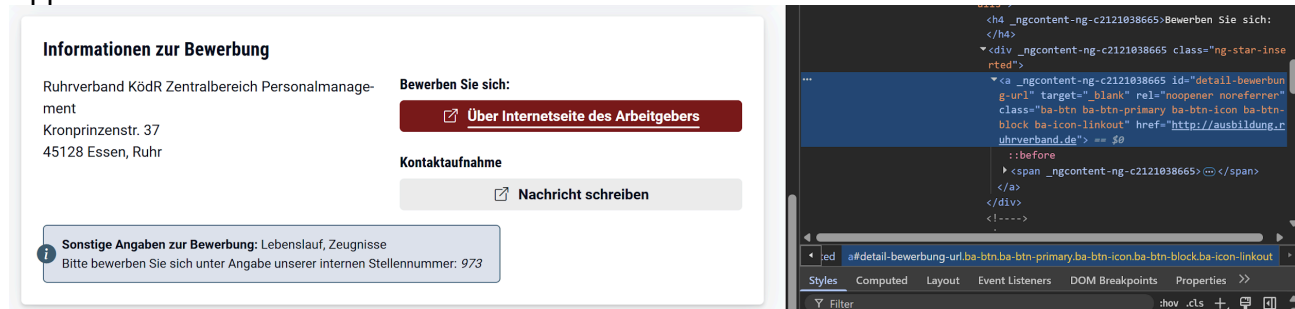 Informationen zur Bewerbung
Ruhrverband KödR Zentralbereich Personalmanage-
ment
Kronprinzenstr. 37
45128 Essen, Ruhr
Bewerben Sie sich:
Über Internetseite des Arbeitgebers
Kontaktaufnahme
Nachricht schreiben
Sonstige Angaben zur Bewerbung: Lebenslauf, Zeugnisse
Bitte bewerben Sie sich unter Angabe unserer internen Stellennummer: 973
<h4 _ngcontent-ng-c2121038665>Bewerben Sie sich:
</h4>
▼<div _ngcontent-ng-c2121038665 class="ng-star-inse
rted">
▼<a _ngcontent-ng-c2121038665 id="detail-bewerbun
g-url" target="_blank" rel="noopener noreferrer"
class="ba-btn ba-btn-primary ba-btn-icon ba-btn-
block ba-icon-linkout" href="http://ausbildung.r
uhrverband.de"> == $0
::before
▶<span _ngcontent-ng-c2121038665>…</span>
</a>
</div>
<!---->
ed a#detail-bewerbung-url.ba-btn.ba-btn-primary.ba-btn-icon.ba-btn-block.ba-icon-linkout
Styles Computed Layout Event Listeners DOM Breakpoints Properties >>
Filter :hov .cls +